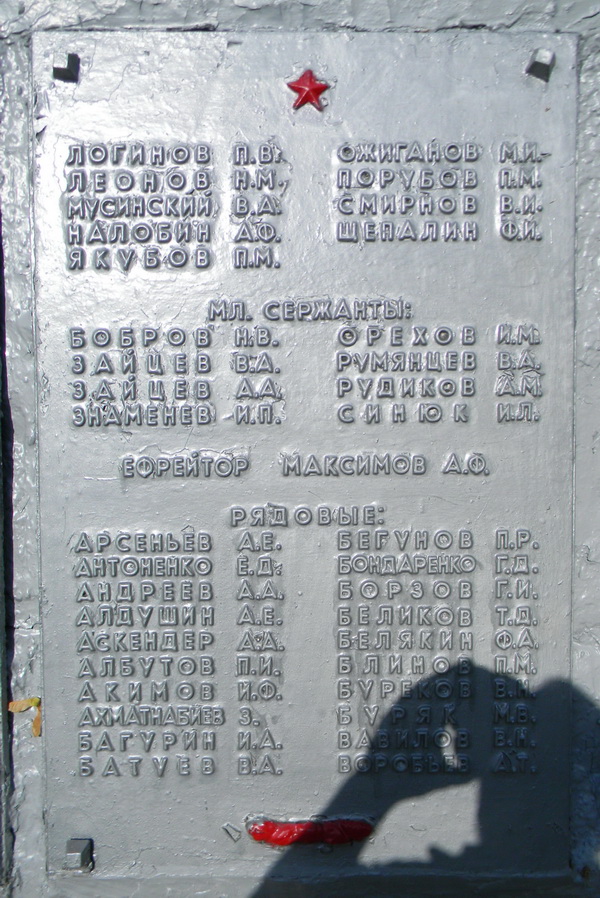 ЛОГИНОВ П.В. ОЖИГАНОВ М.И.
ЛЕОНОВ Н.М. ПОРУБОВ П.М.
МУСИНСКИЙ В.А. СМИРНОВ В.И.
НАЛОБИН А.Ф. ЩЕПАЛИН Ф.И.
ЯКУБОВ П.М.
МЛ. СЕРЖАНТЫ:
БОБРОВ Н.В. ОРЕХОВ И.М.
ЗАЙЦЕВ В.А. РУМЯНЦЕВ В.А.
ЗАЙЦЕВ А.А. РУДИКОВ А.М.
ЗНАМЕНЕВ И.П. СИНЮК И.Л.
ЕФРЕЙТОР МАКСИМОВ А.Ф.
РЯДОВЫЕ:
АРСЕНЬЕВ А.Е. БЕГУНОВ П.Р.
АНТОНЕНКО Е.Д. БОНДАРЕНКО Г.Д.
АНДРЕЕВ А.А. БОРЗОВ Г.И.
АЛДУШИН А.Е. БЕЛИКОВ Т.Д.
АСКЕНДЕР А.А. БЕЛЯКИН Ф.А.
АЛБУТОВ П.И. БЛИНОВ П.М.
АКИМОВ И.Ф. БУРЕКОВ В.Н.
АХМАТНАБИЕВ З. БУРЯК М.В.
БАГУРИН И.А. ВАВИЛОВ В.Н.
БАТУЕВ В.А. ВОРОБЬЕВ А.Т.